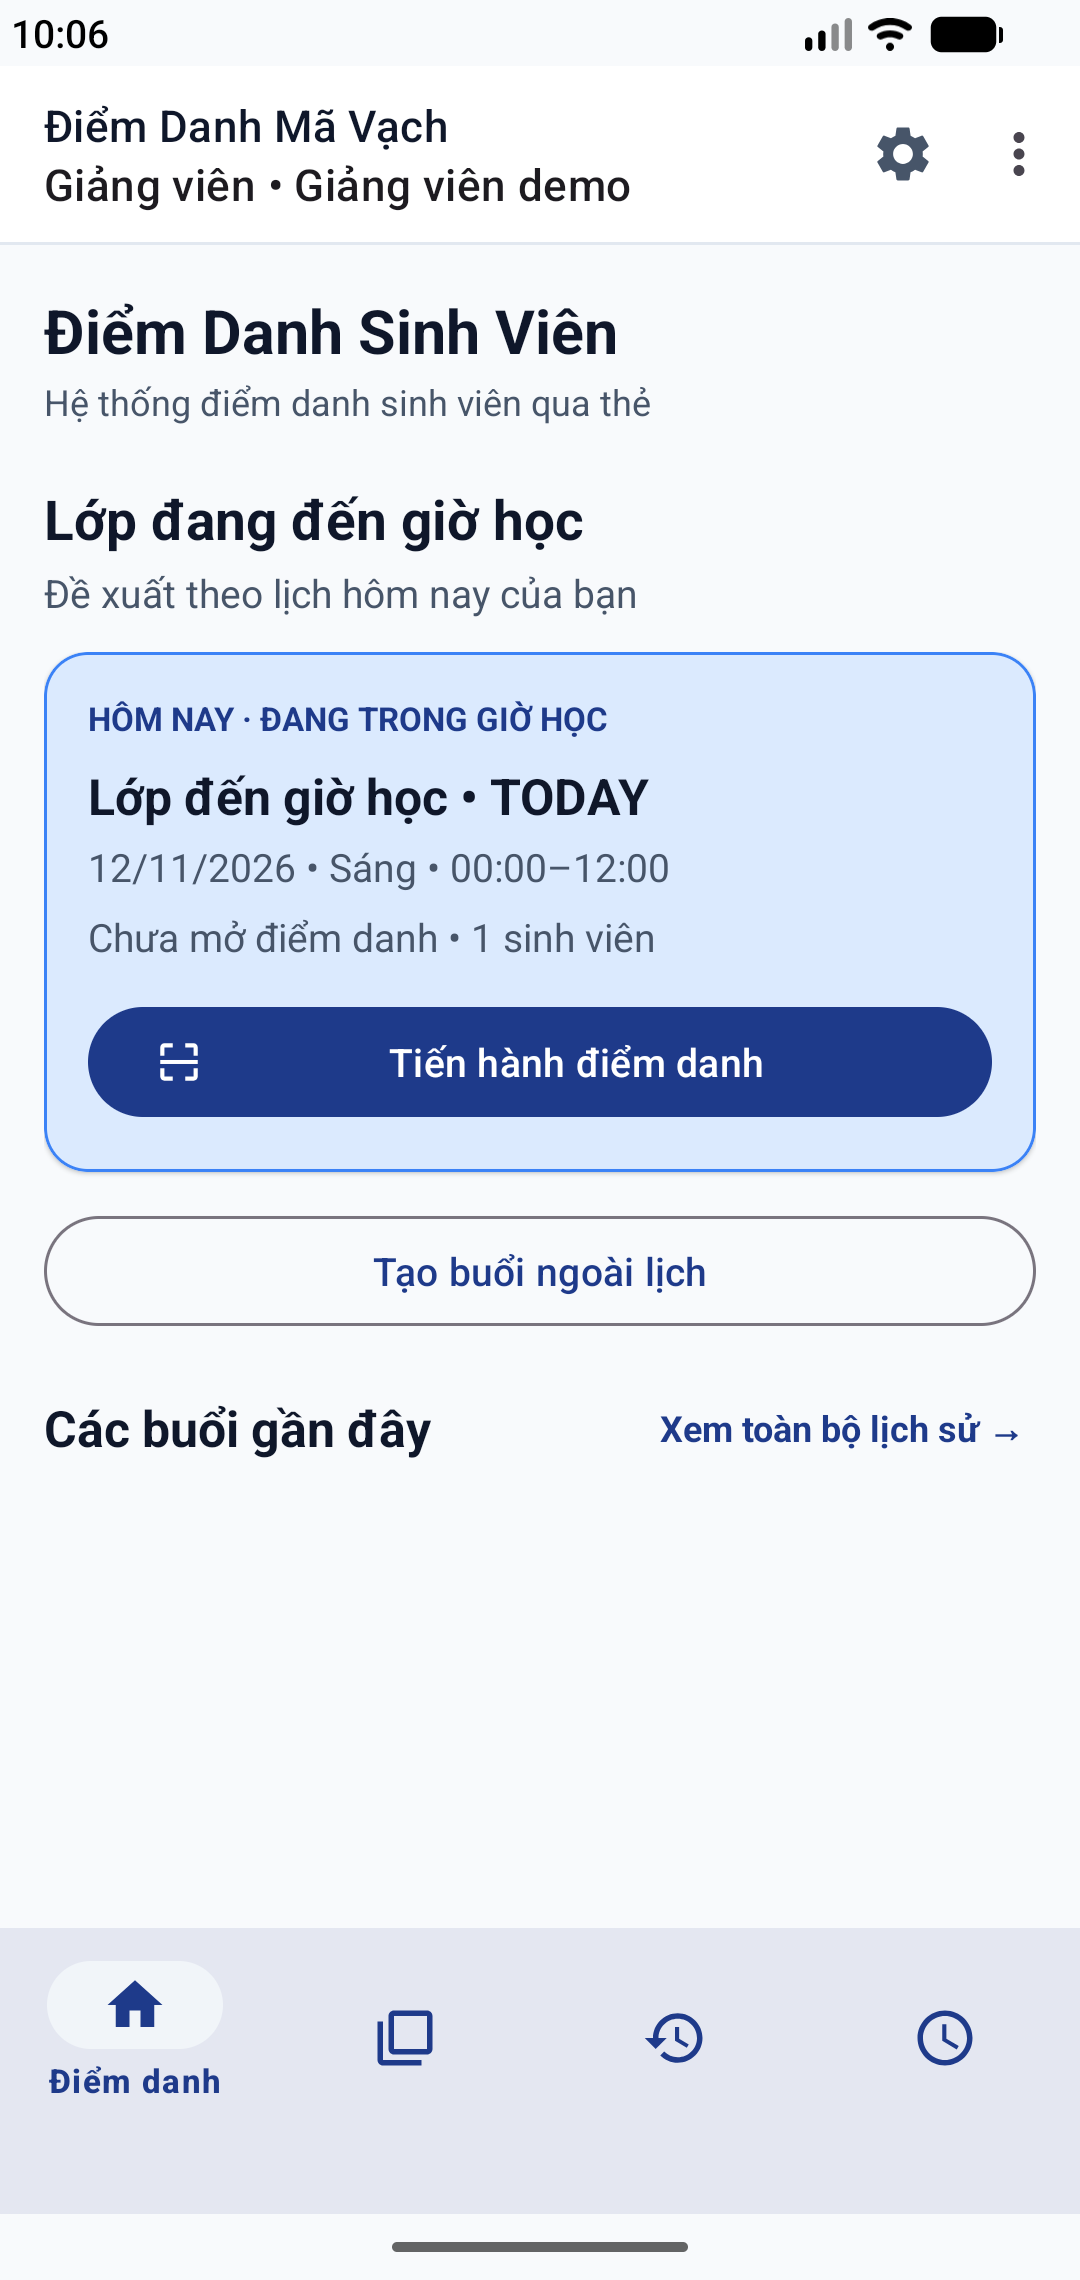 10:06
Điểm Danh Mã Vạch
Giảng viên • Giảng viên demo
Điểm Danh Sinh Viên
Hệ thống điểm danh sinh viên qua thẻ
Lớp đang đến giờ học
Đề xuất theo lịch hôm nay của bạn
HÔM NAY · ĐANG TRONG GIỜ HỌC
Lớp đến giờ học • TODAY
12/11/2026 • Sáng • 00:00–12:00
Chưa mở điểm danh • 1 sinh viên
Tiến hành điểm danh
Tạo buổi ngoài lịch
Các buổi gần đây
Xem toàn bộ lịch sử →
Điểm danh